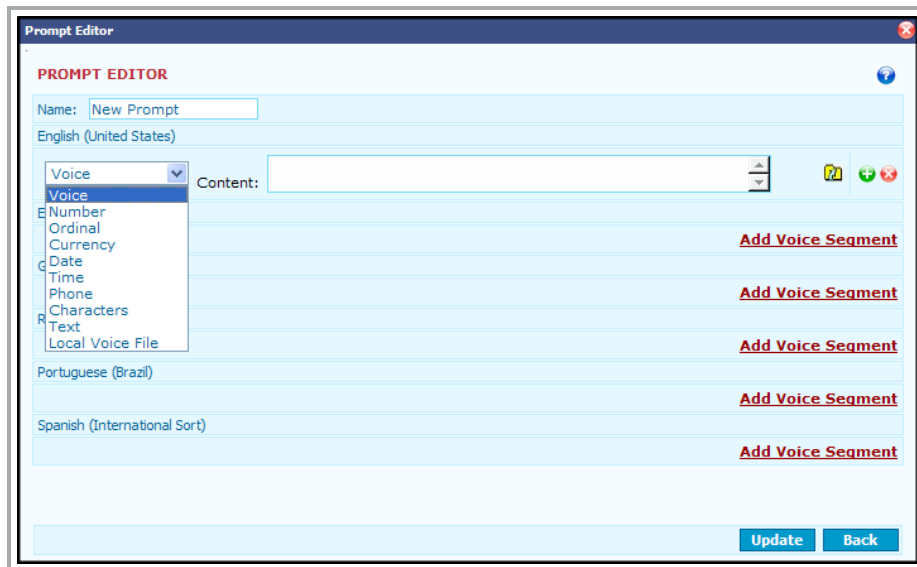 Prompt Editor
PROMPT EDITOR
Name: New Prompt
English (United States)
Voice
Content:
Voice
Number
Ordinal
Currency
Date
Time
Phone
Characters
Text
Local Voice File
E
Add Voice Segment
G
Add Voice Segment
R
Add Voice Segment
Portuguese (Brazil)
Add Voice Segment
Spanish (International Sort)
Add Voice Segment
Update Back